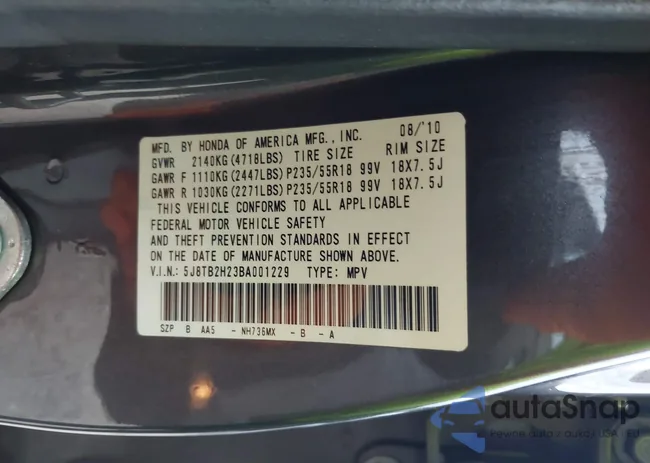 MFD. BY HONDA OF AMERICA MFG., INC. 08/'10
GVWR 2140KG(4718LBS) TIRE SIZE RIM SIZE
GAWR F 1110KG(2447LBS)P235/55R18 99V 18X7.5J
GAWR R 1030KG(2271LBS)P235/55R18 99V 18X7.5J
THIS VEHICLE CONFORMS TO ALL APPLICABLE
FEDERAL MOTOR VEHICLE SAFETY
AND THEFT PREVENTION STANDARDS IN EFFECT
ON THE DATE OF MANUFACTURE SHOWN ABOVE.
V.I.N.: 5J8TB2H23BA001229 TYPE: MPV
SZP B AA5 - NH736MX - B - A
autaSnap